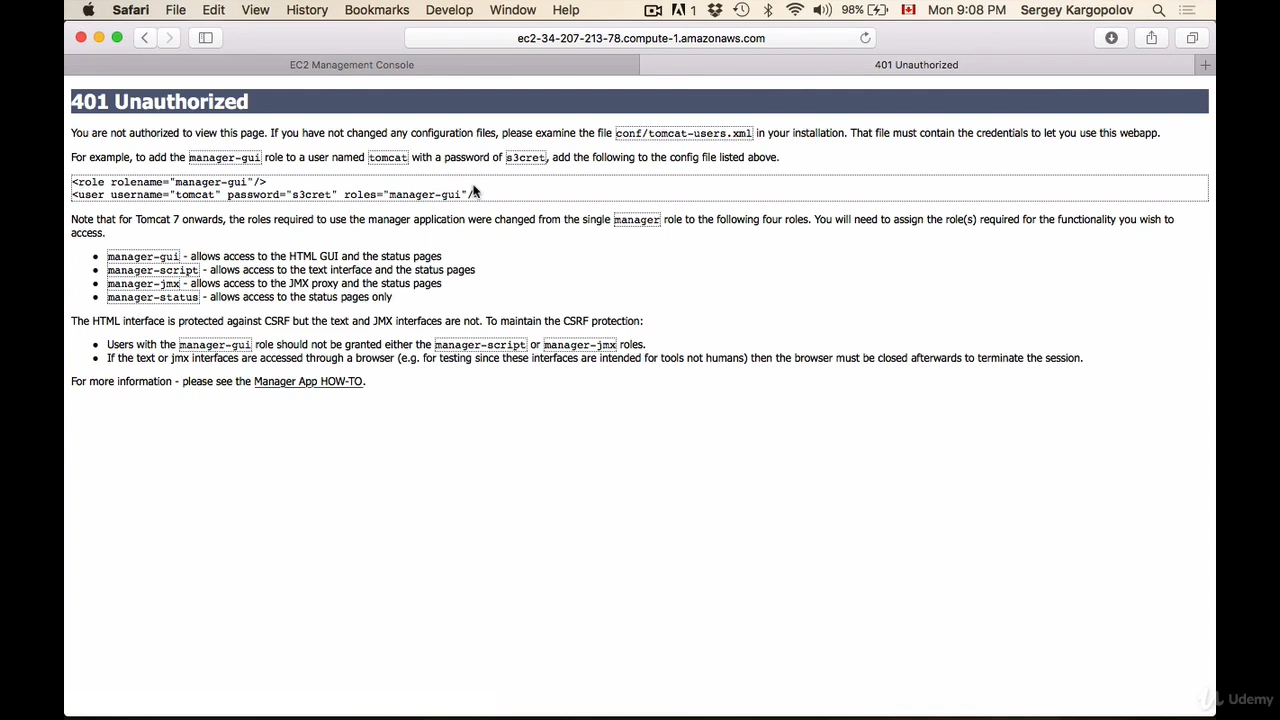 Safari File Edit View History Bookmarks Develop Window Help 1 98% Mon 9:08 PM Sergey Kargopolov
ec2-34-207-213-78.compute-1.amazonaws.com
EC2 Management Console 401 Unauthorized +
401 Unauthorized
You are not authorized to view this page. If you have not changed any configuration files, please examine the file conf/tomcat-users.xml in your installation. That file must contain the credentials to let you use this webapp.
For example, to add the manager-gui role to a user named tomcat with a password of s3cret, add the following to the config file listed above.
<role rolename="manager-gui"/>
<user username="tomcat" password="s3cret" roles="manager-gui"/
Note that for Tomcat 7 onwards, the roles required to use the manager application were changed from the single manager role to the following four roles. You will need to assign the role(s) required for the functionality you wish to
access.
• manager-gui - allows access to the HTML GUI and the status pages
• manager-script - allows access to the text interface and the status pages
• manager-jmx - allows access to the JMX proxy and the status pages
• manager-status - allows access to the status pages only
The HTML interface is protected against CSRF but the text and JMX interfaces are not. To maintain the CSRF protection:
• Users with the manager-gui role should not be granted either the manager-script or manager-jmx roles.
• If the text or jmx interfaces are accessed through a browser (e.g. for testing since these interfaces are intended for tools not humans) then the browser must be closed afterwards to terminate the session.
For more information - please see the Manager App HOW-TO.
Udemy